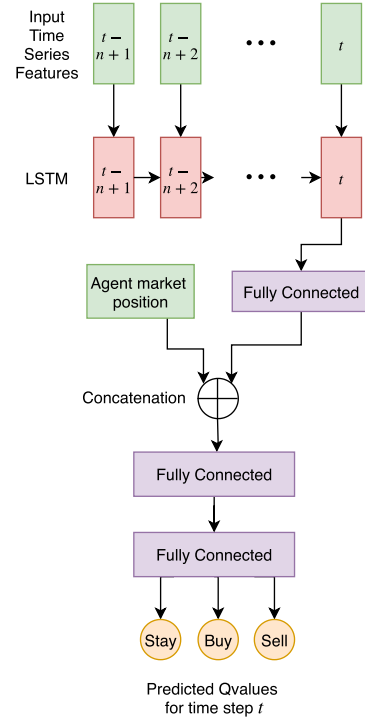 Input
Time
Series
Features
t −
n + 1
t −
n + 2
•••
t
LSTM
t −
n + 1
t −
n + 2
•••
t
Agent market
position
Fully Connected
Concatenation
Fully Connected
Fully Connected
Stay
Buy
Sell
Predicted Qvalues
for time step t